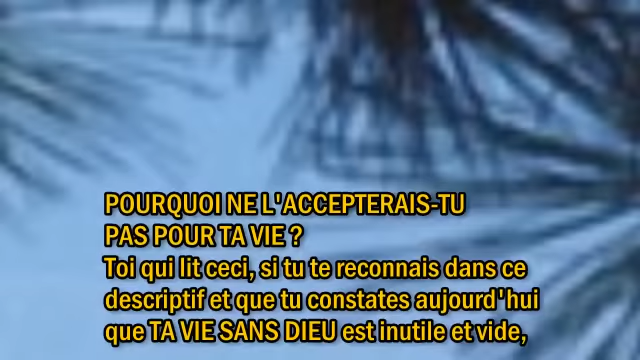 POURQUOI NE L'ACCEPTERAIS-TU
PAS POUR TA VIE ?
Toi qui lit ceci, si tu te reconnais dans ce
descriptif et que tu constates aujourd'hui
que TA VIE SANS DIEU est inutile et vide,